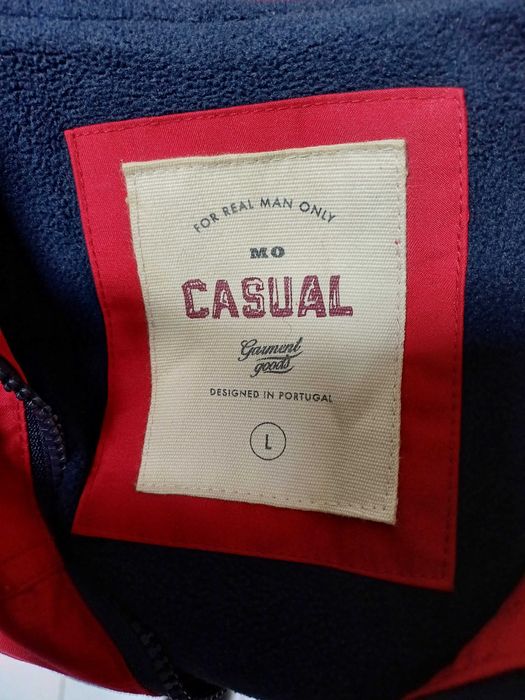 FOR REAL MAN ONLY
MO
CASUAL
Garment
goods
DESIGNED IN PORTUGAL
L